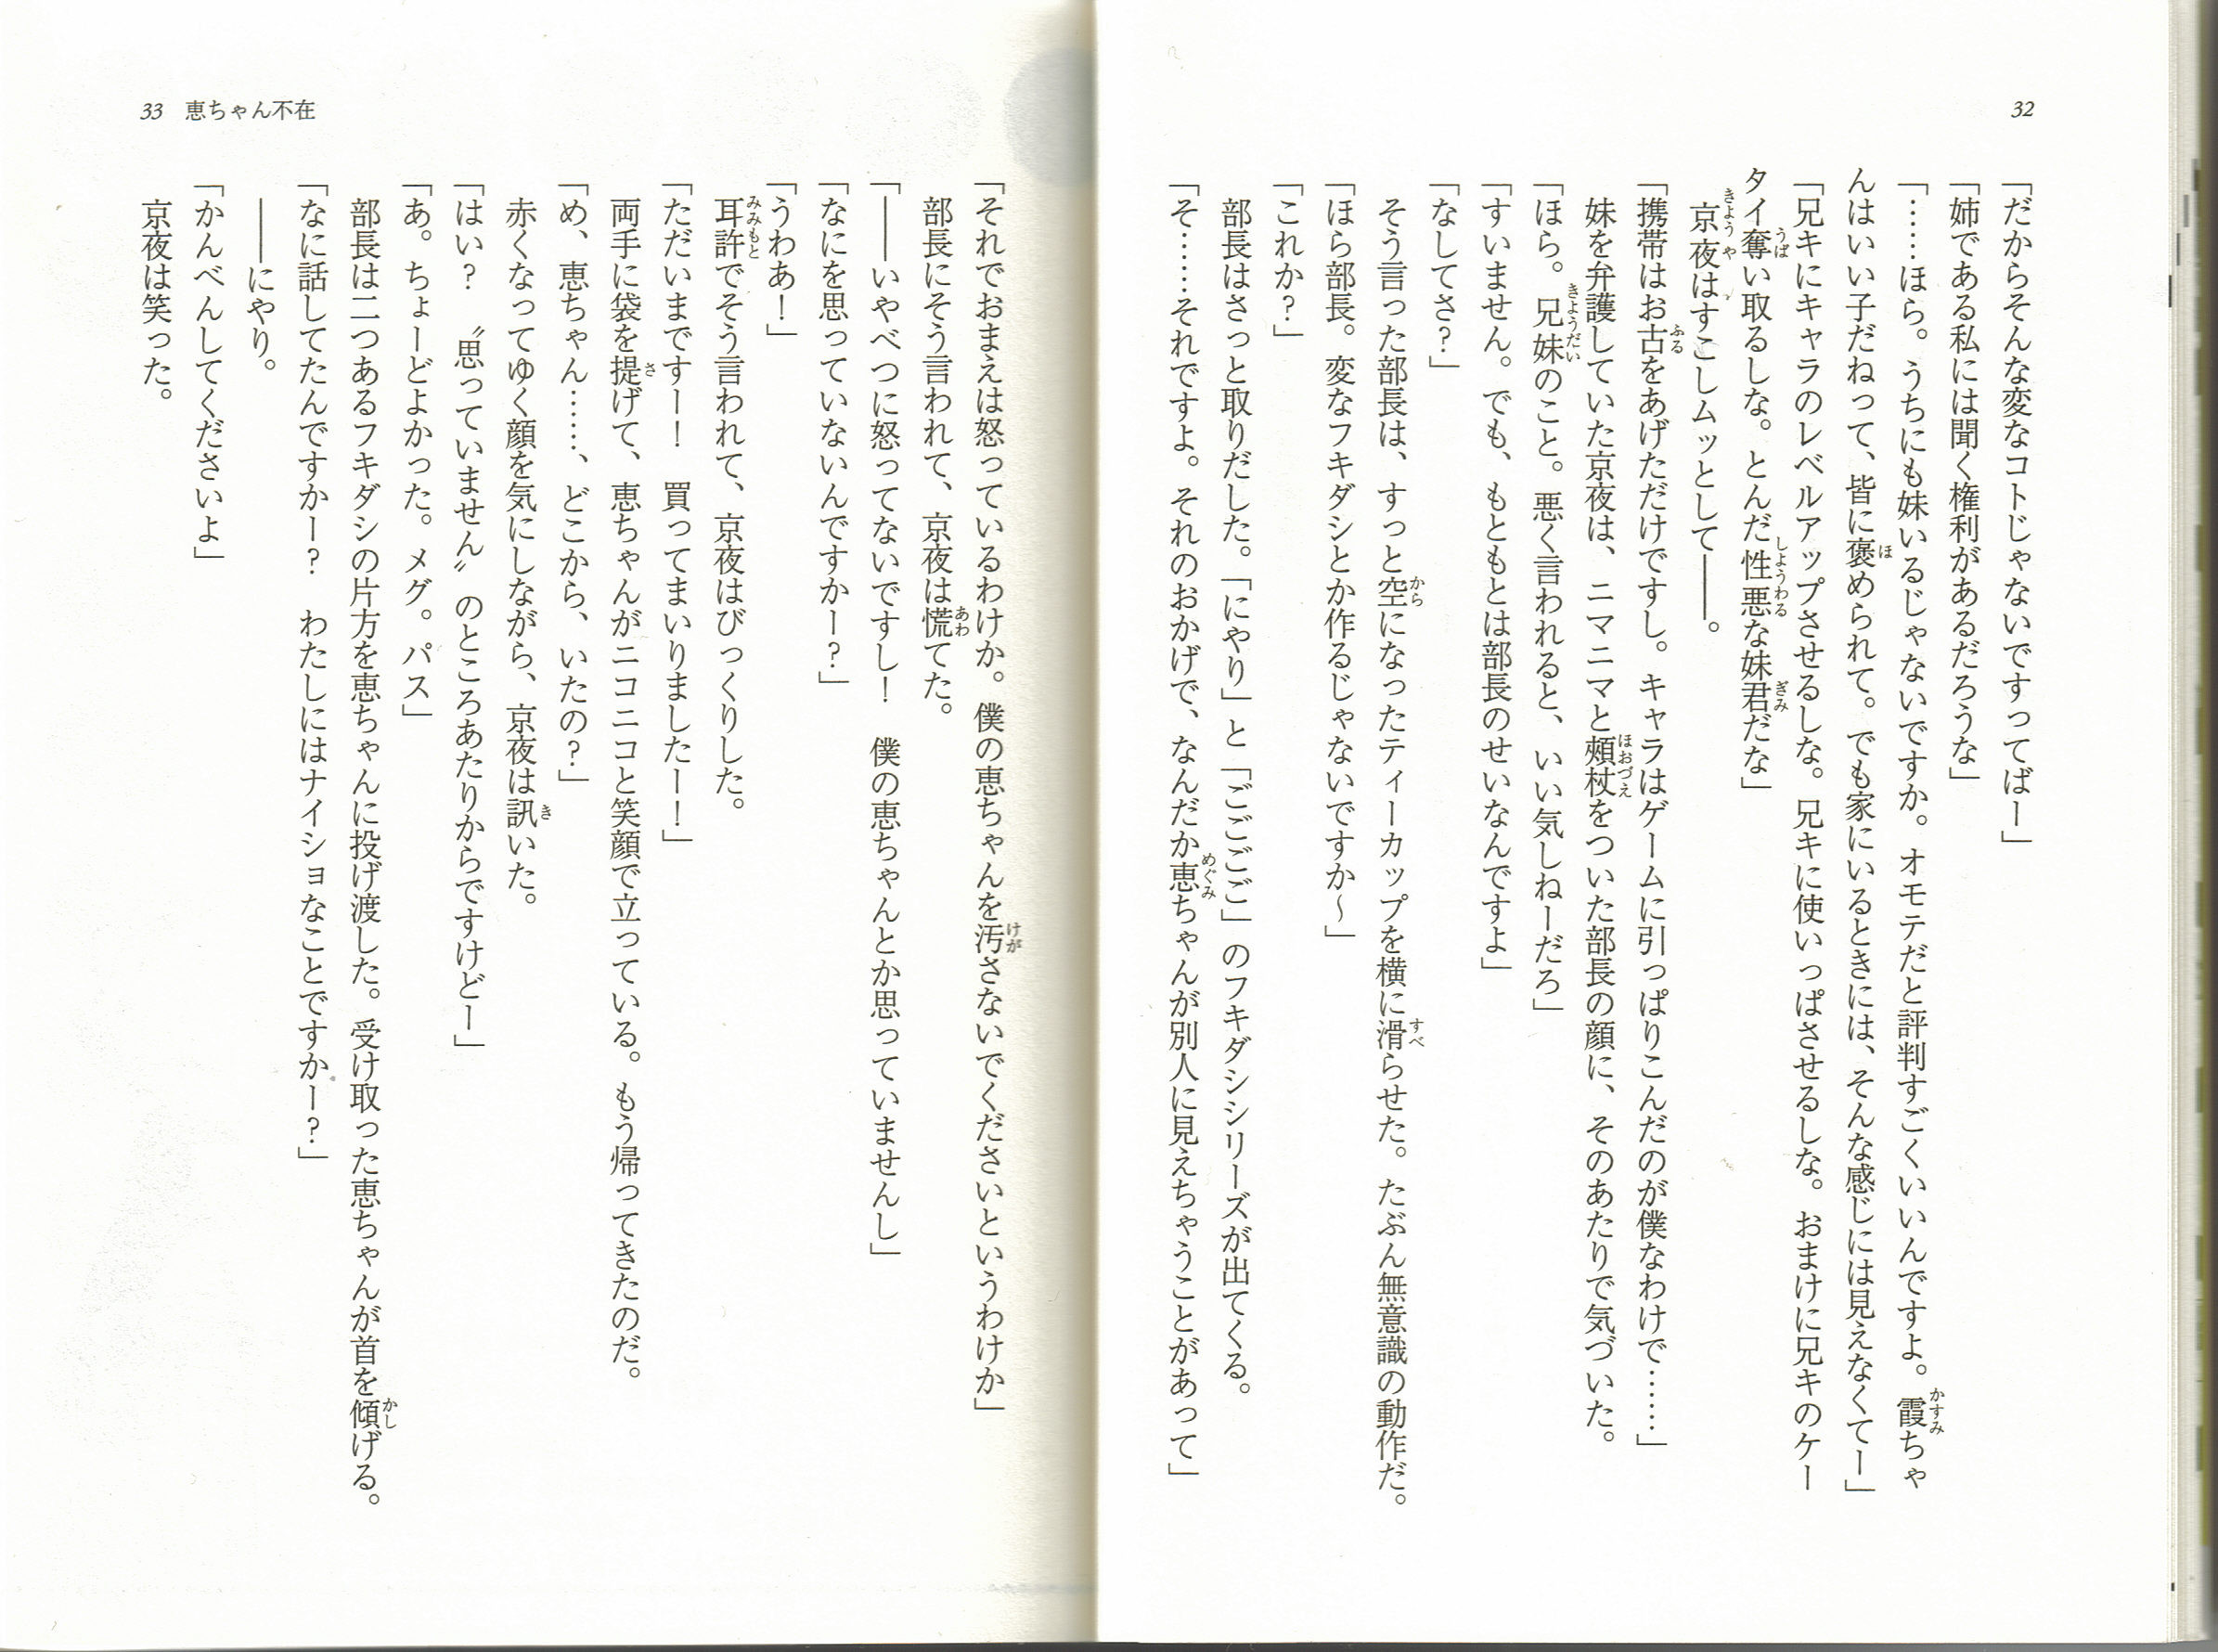 32
「だからそんな変なコトじゃないですってばー」
「姉である私には聞く権利があるだろうな」
「……ほら。うちにも妹いるじゃないですか。オモテだと評判すごくいいんですよ。霞ちゃ
んはいい子だねって、皆に褒められて。でも家にいるときには、そんな感じには見えなくてー」
「兄キにキャラのレベルアップさせるしな。兄キに使いっぱさせるしな。おまけに兄キのケー
タイ奪い取るしな。とんだ性悪な妹君だな」
京夜はすこしムッとして――。
「携帯はお古をあげただけですし。キャラはゲームに引っぱりこんだのが僕なわけで……」
妹を弁護していた京夜は、ニマニマと頰杖をついた部長の顔に、そのあたりで気づいた。
「ほら。兄妹のこと。悪く言われると、いい気しねーだろ」
「すいません。でも、もともとは部長のせいなんですよ」
「なしてさ？」
そう言った部長は、すっと空になったティーカップを横に滑らせた。たぶん無意識の動作だ。
「ほら部長。変なフキダシとか作るじゃないですか～」
「これか？」
部長はさっと取りだした。「にやり」と「ごごごご」のフキダシシリーズが出てくる。
「そ……それですよ。それのおかげで、なんだか恵ちゃんが別人に見えちゃうことがあって」
33 恵ちゃん不在
「それでおまえは怒っているわけか。僕の恵ちゃんを汚さないでくださいというわけか」
部長にそう言われて、京夜は慌てた。
「――いやべつに怒ってないですし！　僕の恵ちゃんとか思っていませんし」
「なにを思っていないんですかー？」
「うわあ！」
耳許でそう言われて、京夜はびっくりした。
「ただいまですー！　買ってまいりましたー！」
両手に袋を提げて、恵ちゃんがニコニコと笑顔で立っている。もう帰ってきたのだ。
「め、恵ちゃん……、どこから、いたの？」
赤くなってゆく顔を気にしながら、京夜は訊いた。
「はい？　〝思っていません〟のところあたりからですけどー」
「あ。ちょーどよかった。メグ。パス」
部長は二つあるフキダシの片方を恵ちゃんに投げ渡した。受け取った恵ちゃんが首を傾げる。
「なに話してたんですかー？　わたしにはナイショなことですかー？」
――にやり。
「かんべんしてくださいよ」
京夜は笑った。